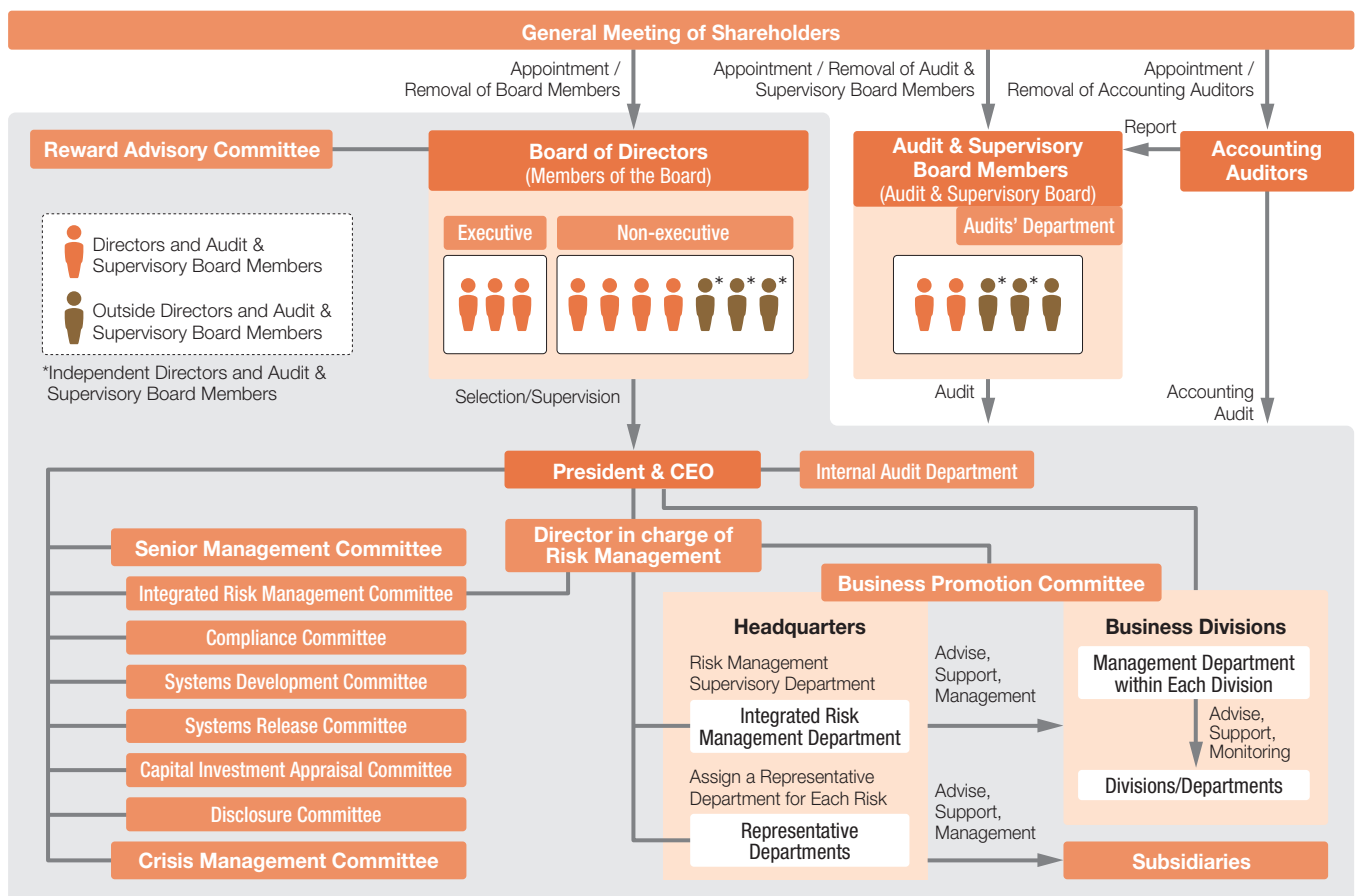 General Meeting of Shareholders
Appointment /
Removal of Board Members
Appointment / Removal of Audit &
Supervisory Board Members
Appointment /
Removal of Accounting Auditors
Reward Advisory Committee
Board of Directors
(Members of the Board)
Audit & Supervisory
Board Members
(Audit & Supervisory Board)
Report
Accounting
Auditors
Audits' Department
Executive
Non-executive
Directors and Audit &
Supervisory Board Members
Outside Directors and Audit &
Supervisory Board Members
* * *
* *
*Independent Directors and Audit &
Supervisory Board Members
Selection/Supervision
Audit
Accounting
Audit
President & CEO
Internal Audit Department
Director in charge of
Risk Management
Senior Management Committee
Integrated Risk Management Committee
Compliance Committee
Systems Development Committee
Systems Release Committee
Capital Investment Appraisal Committee
Disclosure Committee
Crisis Management Committee
Business Promotion Committee
Headquarters
Risk Management
Supervisory Department
Integrated Risk
Management Department
Assign a Representative
Department for Each Risk
Representative
Departments
Advise,
Support,
Management
Advise,
Support,
Management
Business Divisions
Management Department
within Each Division
Advise,
Support,
Monitoring
Divisions/Departments
Subsidiaries